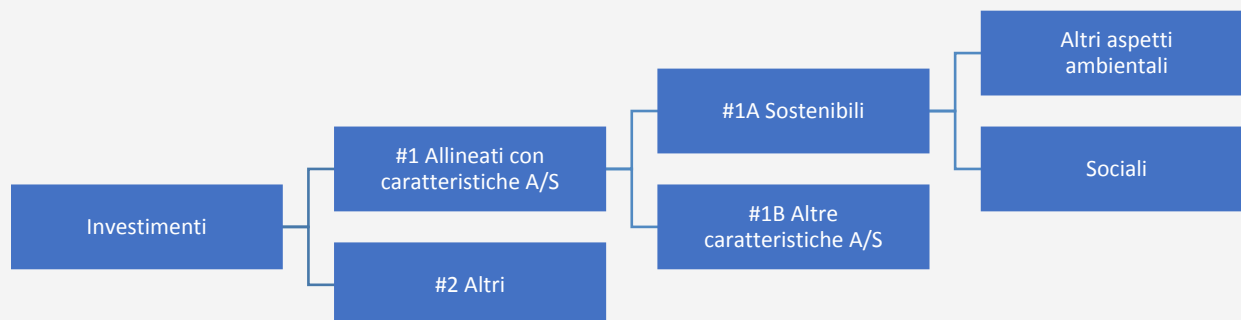 Investimenti
#1 Allineati con
caratteristiche A/S
#2 Altri
#1A Sostenibili
#1B Altre
caratteristiche A/S
Altri aspetti
ambientali
Sociali